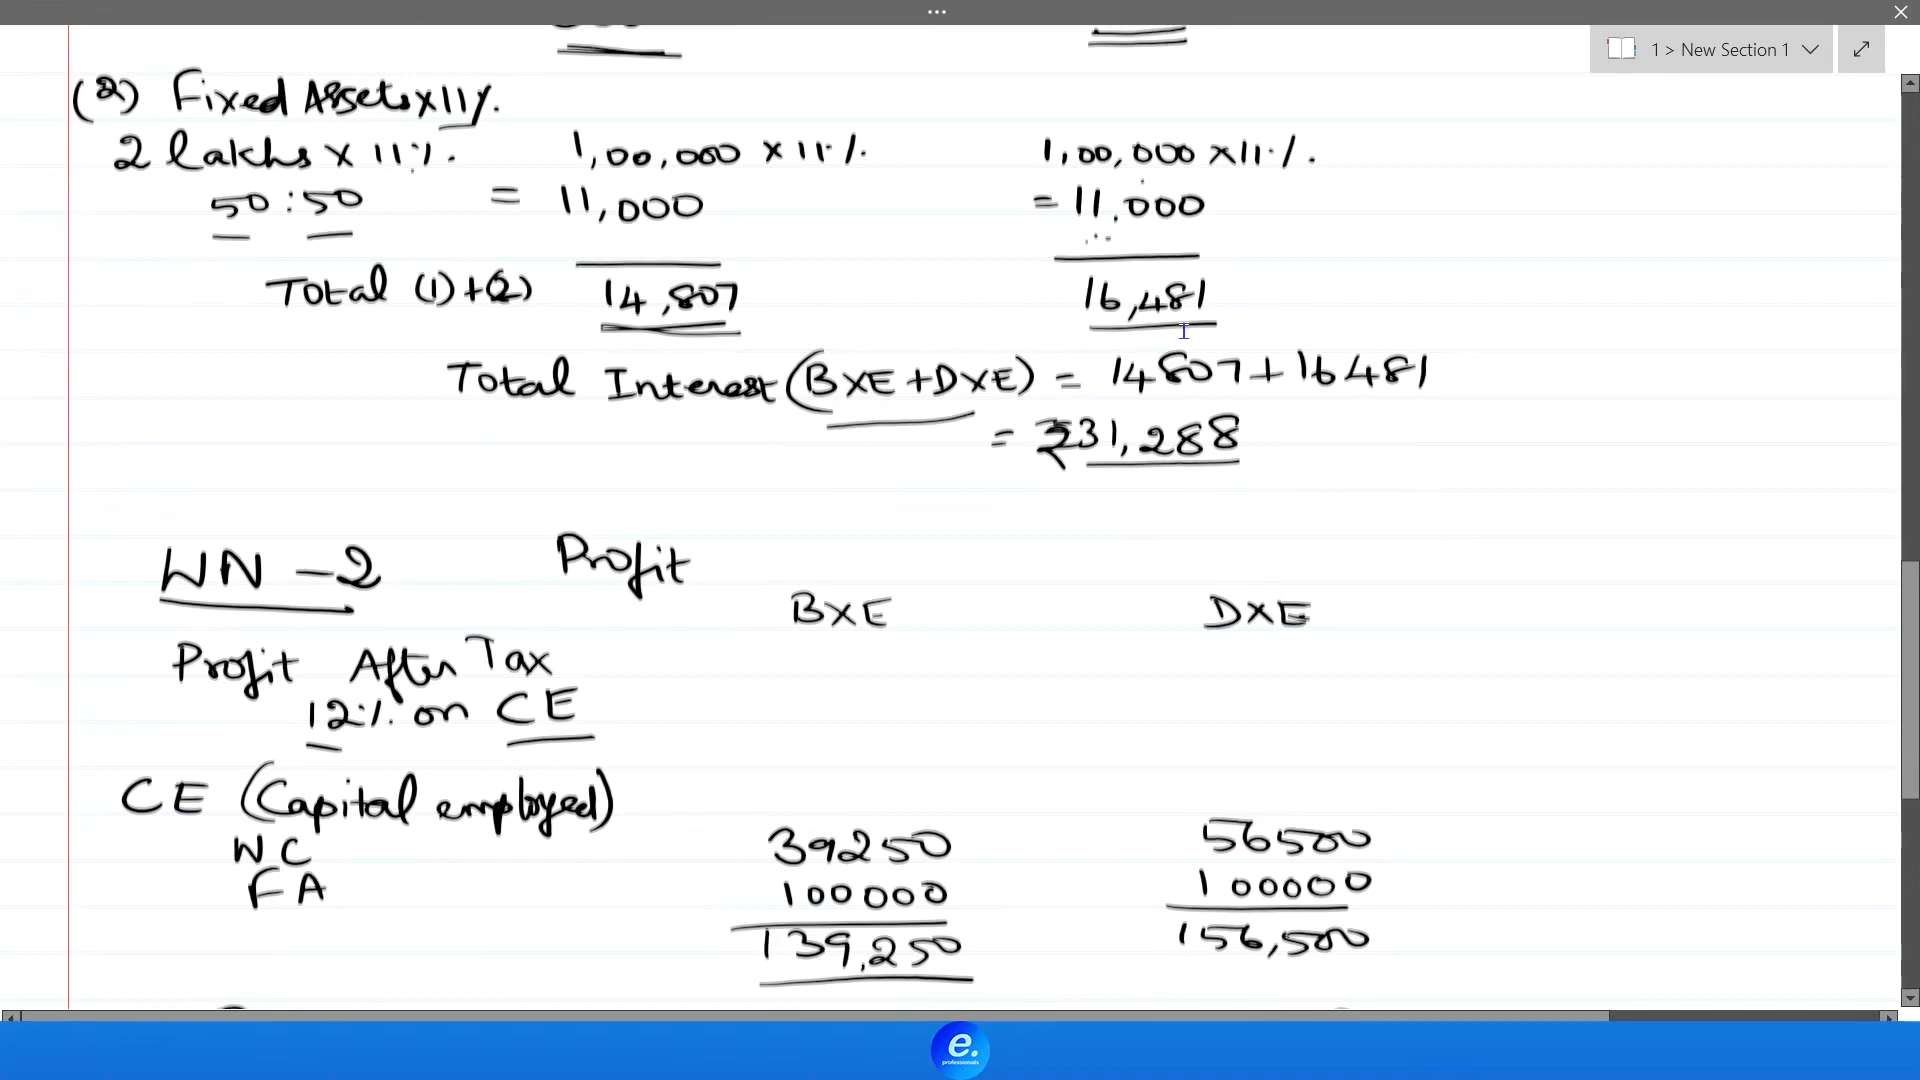 ...
1 > New Section 1
(2) Fixed Assets x 11%.
2 lakhs x 11%. 1,00,000 x 11%. 1,00,000 x 11%.
50 : 50 = 11,000 = 11,000
Total (1)+(2) 14,807 16,481
Total Interest (BXE + DXE) = 14807 + 16481
= ₹31,288
WN - 2 Profit
BXE DXE
Profit After Tax
12%. on CE
CE (Capital employed)
WC 39250 56500
FA 100000 100000
139,250 156,500
e.
professionals